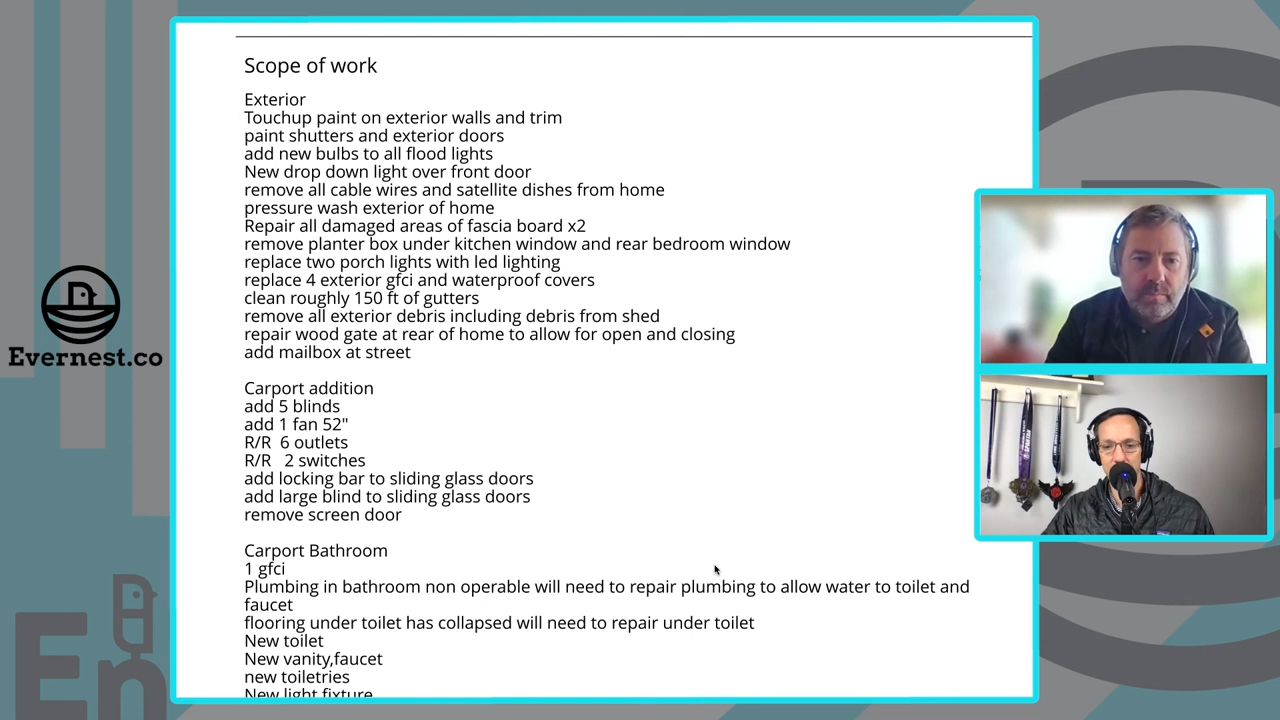 Scope of work
Exterior
Touchup paint on exterior walls and trim
paint shutters and exterior doors
add new bulbs to all flood lights
New drop down light over front door
remove all cable wires and satellite dishes from home
pressure wash exterior of home
Repair all damaged areas of fascia board x2
remove planter box under kitchen window and rear bedroom window
replace two porch lights with led lighting
replace 4 exterior gfci and waterproof covers
clean roughly 150 ft of gutters
remove all exterior debris including debris from shed
repair wood gate at rear of home to allow for open and closing
add mailbox at street
Carport addition
add 5 blinds
add 1 fan 52"
R/R 6 outlets
R/R 2 switches
add locking bar to sliding glass doors
add large blind to sliding glass doors
remove screen door
Carport Bathroom
1 gfci
Plumbing in bathroom non operable will need to repair plumbing to allow water to toilet and
faucet
flooring under toilet has collapsed will need to repair under toilet
New toilet
New vanity,faucet
new toiletries
New light fixture
Evernest.co
En